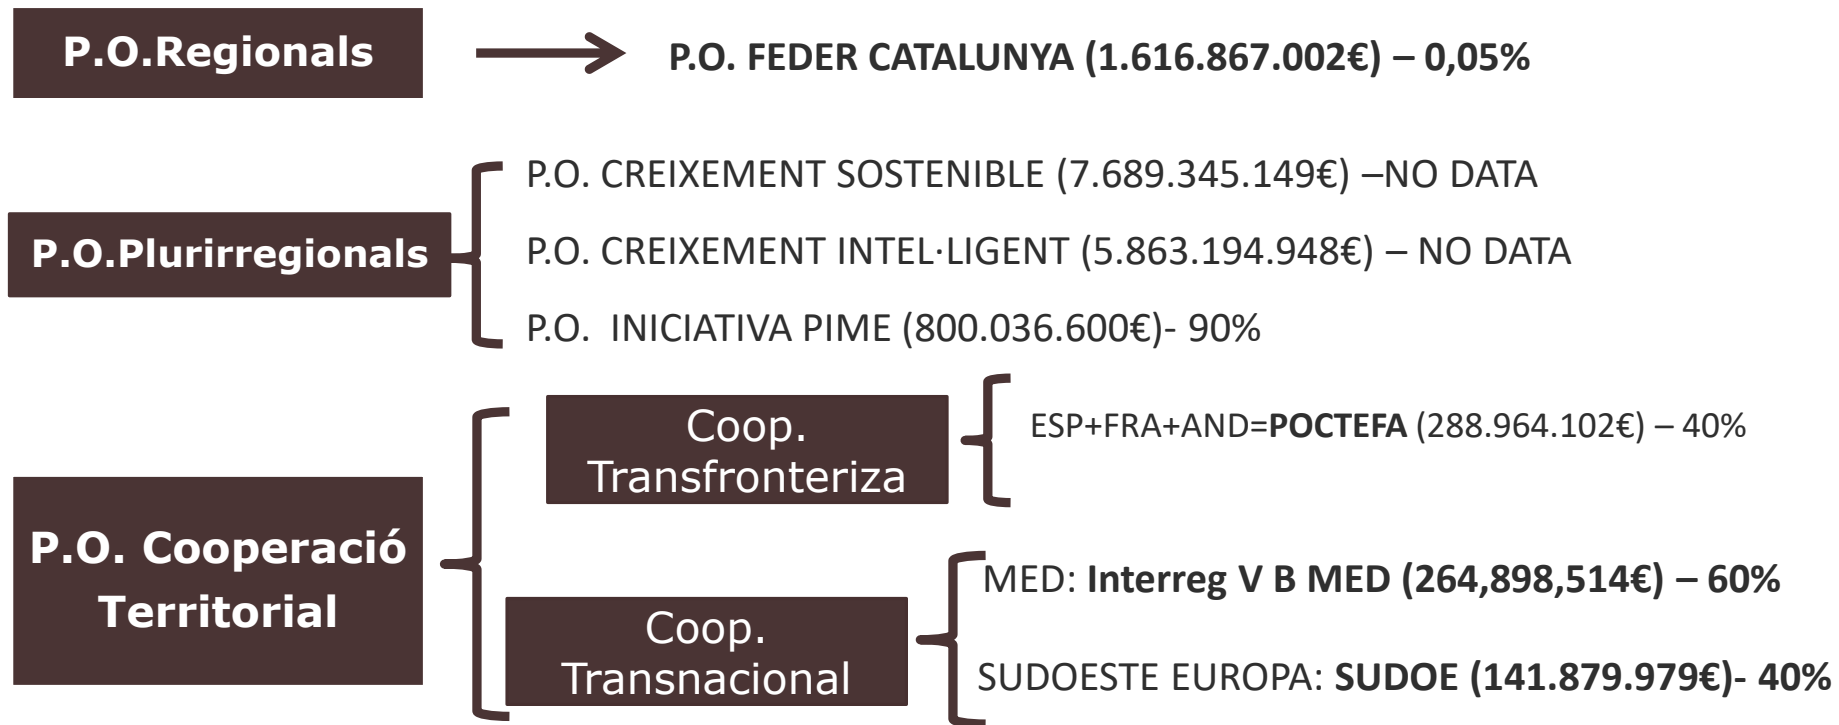 P.O.Regionals
P.O. FEDER CATALUNYA (1.616.867.002€) – 0,05%
P.O.Plurirregionals
P.O. CREIXEMENT SOSTENIBLE (7.689.345.149€) –NO DATA
P.O. CREIXEMENT INTEL·LIGENT (5.863.194.948€) – NO DATA
P.O. INICIATIVA PIME (800.036.600€)- 90%
P.O. Cooperació
Territorial
Coop.
Transfronteriza
ESP+FRA+AND=POCTEFA (288.964.102€) – 40%
Coop.
Transnacional
MED: Interreg V B MED (264,898,514€) – 60%
SUDOESTE EUROPA: SUDOE (141.879.979€)- 40%